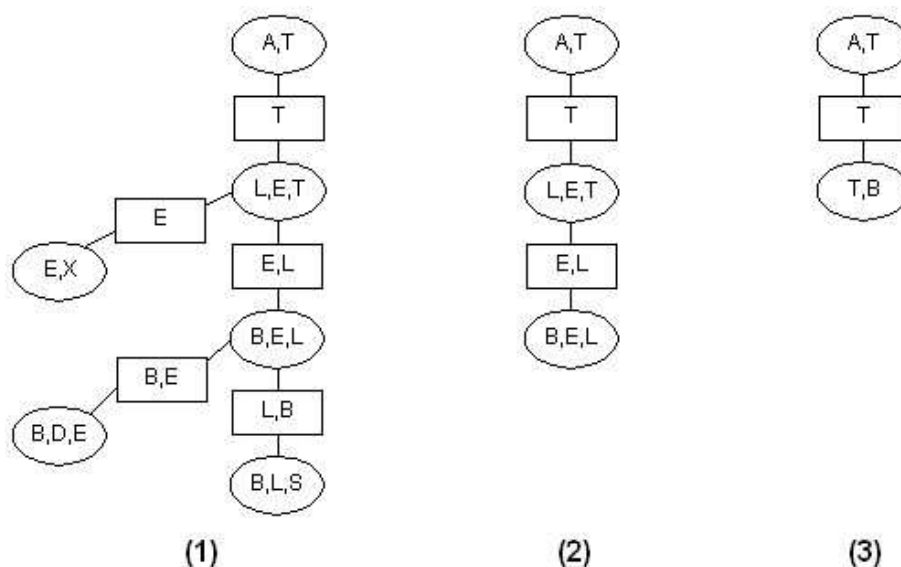 A,T A,T A,T
T T T
L,E,T L,E,T T,B
E
E,X E,L E,L
B,E,L B,E,L
B,E
L,B
B,D,E
B,L,S
(1) (2) (3)